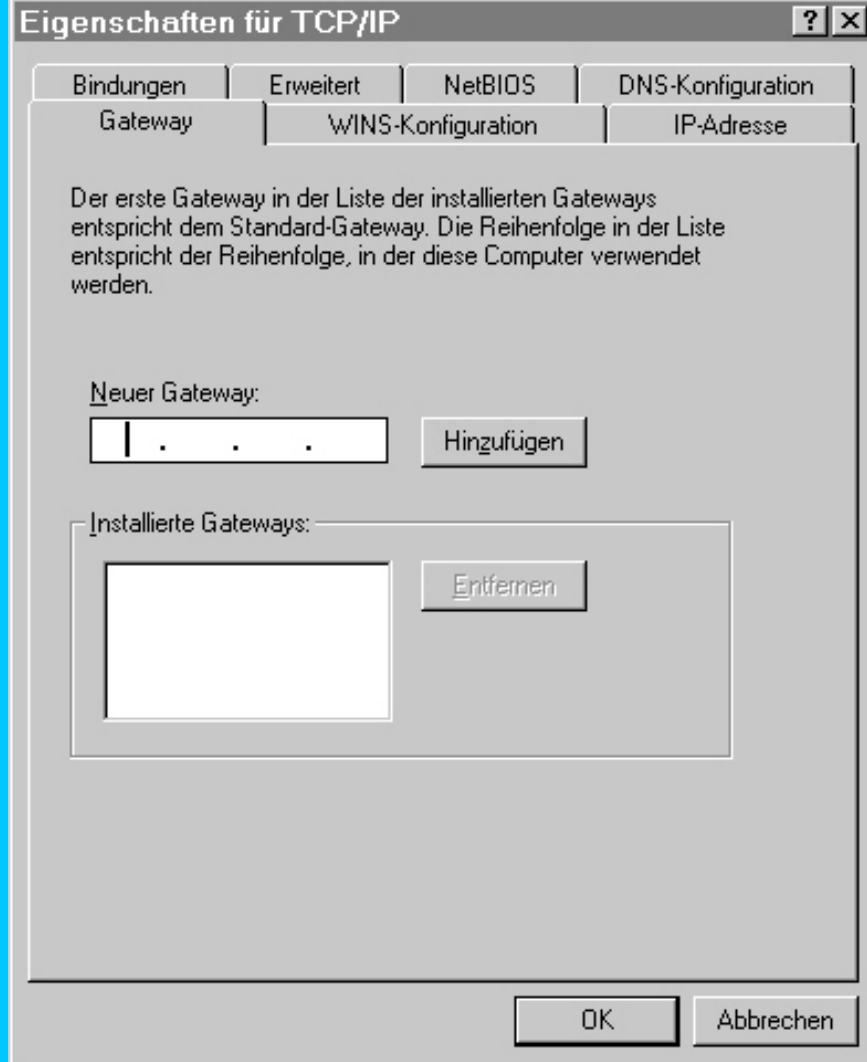 Eigenschaften für TCP/IP
Bindungen Erweitert NetBIOS DNS-Konfiguration
Gateway WINS-Konfiguration IP-Adresse
Der erste Gateway in der Liste der installierten Gateways
entspricht dem Standard-Gateway. Die Reihenfolge in der Liste
entspricht der Reihenfolge, in der diese Computer verwendet
werden.
Neuer Gateway:
. . .
Hinzufügen
Installierte Gateways:
Entfernen
OK Abbrechen